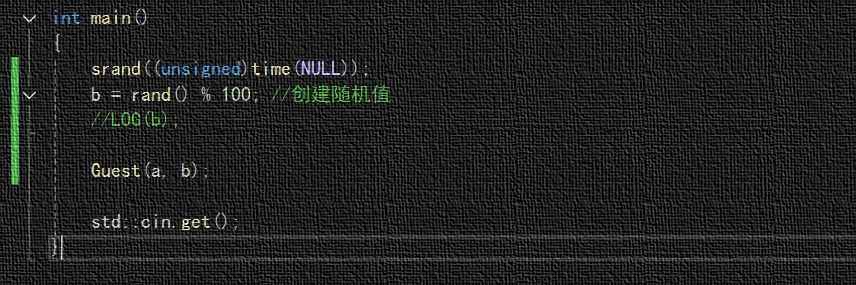 int main()
{
srand((unsigned)time(NULL));
b = rand() % 100; //创建随机值
//LOG(b);
Guest(a, b);
std::cin.get();
}